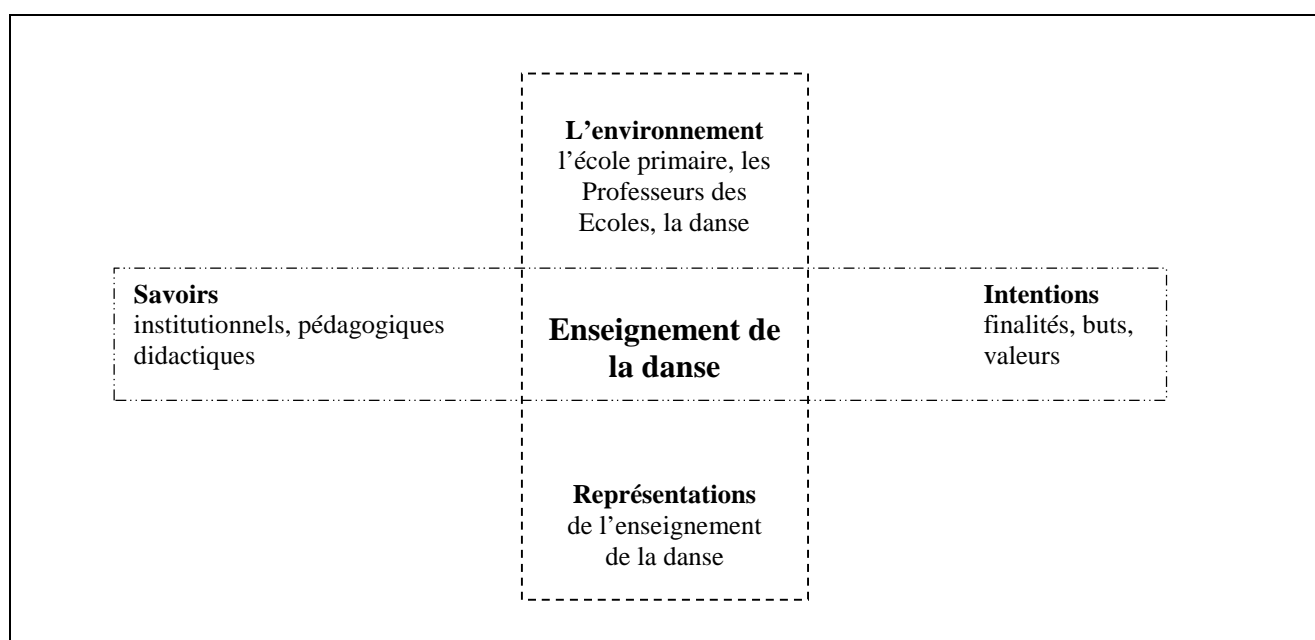 L’environnement
l’école primaire, les
Professeurs des
Ecoles, la danse
Savoirs
institutionnels, pédagogiques
didactiques
Enseignement de
la danse
Intentions
finalités, buts,
valeurs
Représentations
de l’enseignement
de la danse